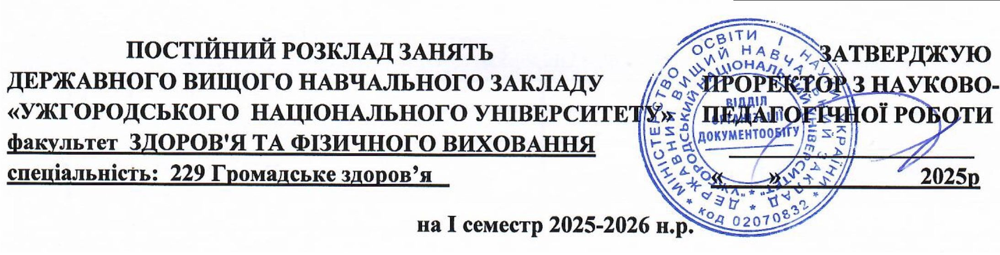 ПОСТІЙНИЙ РОЗКЛАД ЗАНЯТЬ
ДЕРЖАВНОГО ВИЩОГО НАВЧАЛЬНОГО ЗАКЛАДУ
«УЖГОРОДСЬКОГО НАЦІОНАЛЬНОГО УНІВЕРСИТЕТУ»
факультет ЗДОРОВ'Я ТА ФІЗИЧНОГО ВИХОВАННЯ
спеціальність: 229 Громадське здоров’я
ЗАТВЕРДЖУЮ
ПРОРЕКТОР З НАУКОВО-
ПЕДАГОГІЧНОЇ РОБОТИ
« » 2025р
МІНІСТЕРСТВО ОСВІТИ І НАУКИ УКРАЇНИ * код 02070832 *
ДЕРЖАВНИЙ ВИЩИЙ НАВЧАЛЬНИЙ ЗАКЛАД *
"УЖГОРОДСЬКИЙ НАЦІОНАЛЬНИЙ УНІВЕРСИТЕТ" *
ВІДДІЛ
ОРГАНІЗАЦІЇ
ДОКУМЕНТООБІГУ
на І семестр 2025-2026 н.р.